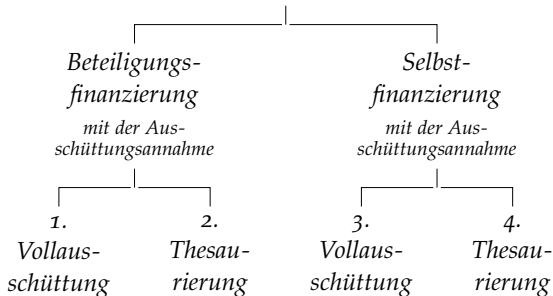 Beteiligungs-
finanzierung
mit der Aus-
schüttungsannahme
Selbst-
finanzierung
mit der Aus-
schüttungsannahme
1.
Vollaus-
schüttung
2.
Thesau-
rierung
3.
Vollaus-
schüttung
4.
Thesau-
rierung